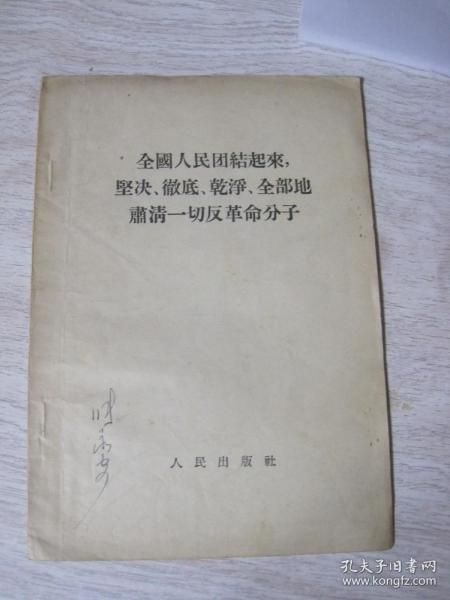 全國人民团結起來，
堅决、徹底、乾淨、全部地
肅清一切反革命分子
人民出版社
孔夫子旧书网
www.kongfz.com